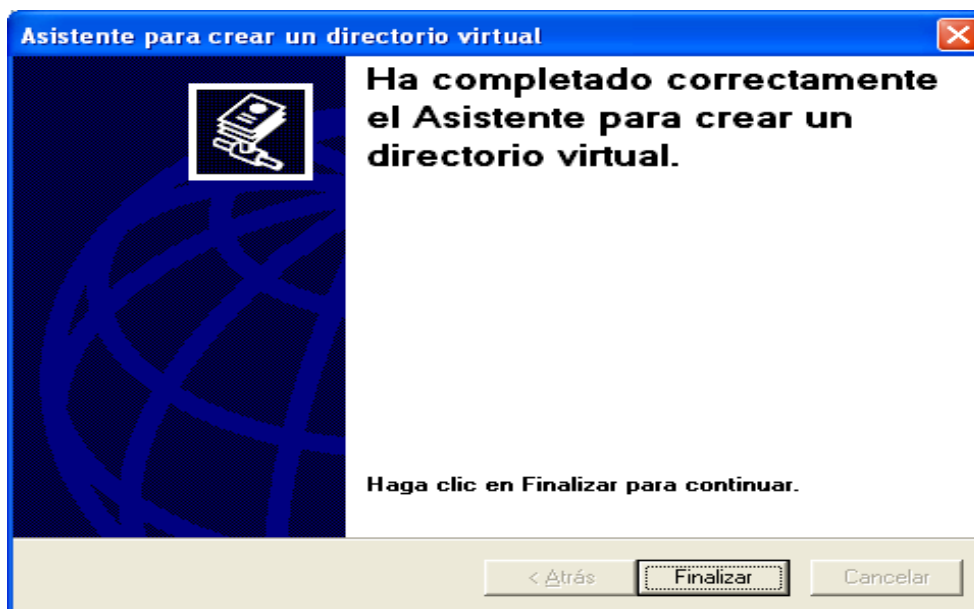 Asistente para crear un directorio virtual
Ha completado correctamente
el Asistente para crear un
directorio virtual.
Haga clic en Finalizar para continuar.
< Atrás Finalizar Cancelar